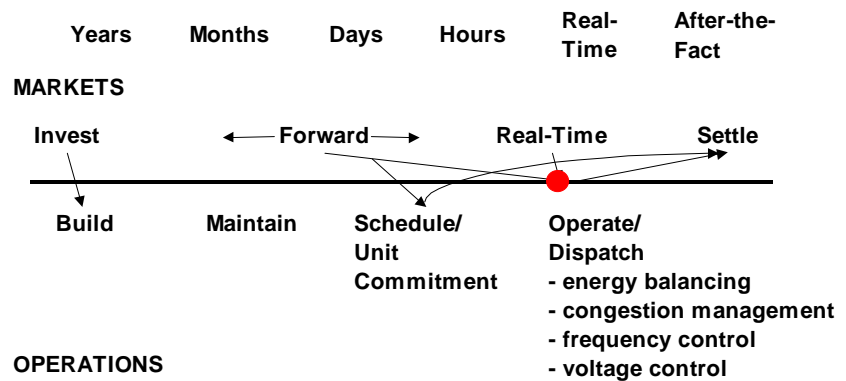 Years Months Days Hours Real-Time After-the-Fact
MARKETS
Invest Forward Real-Time Settle
Build Maintain Schedule/ Operate/
Unit Dispatch
Commitment - energy balancing
- congestion management
- frequency control
OPERATIONS - voltage control